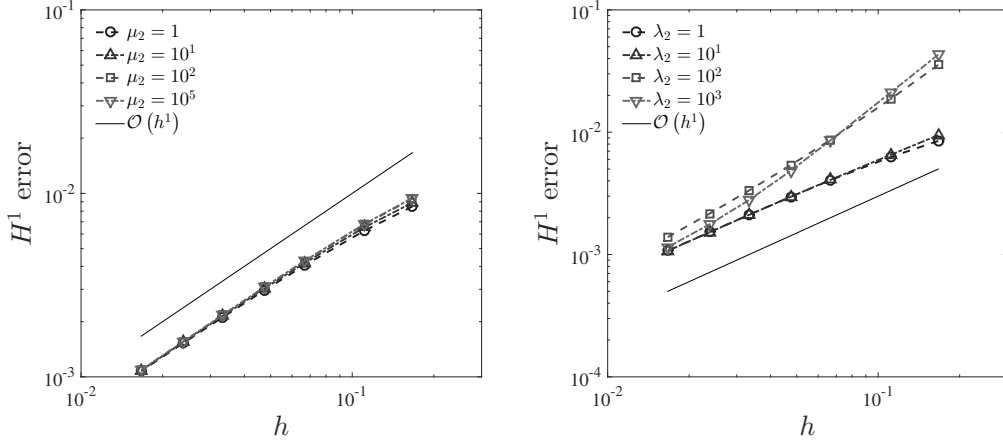 10^{-1}
μ_2 = 1
μ_2 = 10^1
μ_2 = 10^2
μ_2 = 10^5
O (h^1)
10^{-2}
H^1 error
10^{-3}
10^{-2}
10^{-1}
h
10^0
λ_2 = 1
λ_2 = 10^1
λ_2 = 10^2
λ_2 = 10^3
O (h^1)
10^{-1}
10^{-2}
H^1 error
10^{-3}
10^{-4}
10^{-2}
10^{-1}
h